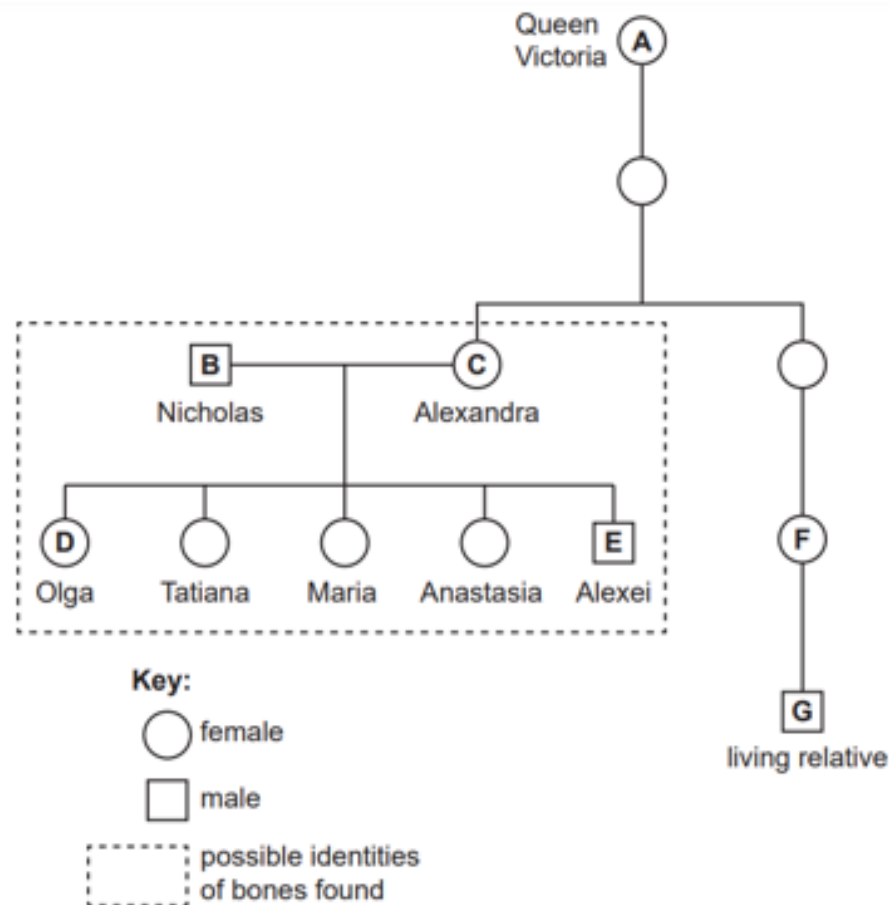 Queen
Victoria
A
B
C
Nicholas
Alexandra
D
E
F
Olga
Tatiana
Maria
Anastasia
Alexei
Key:
female
G
living relative
male
possible identities
of bones found